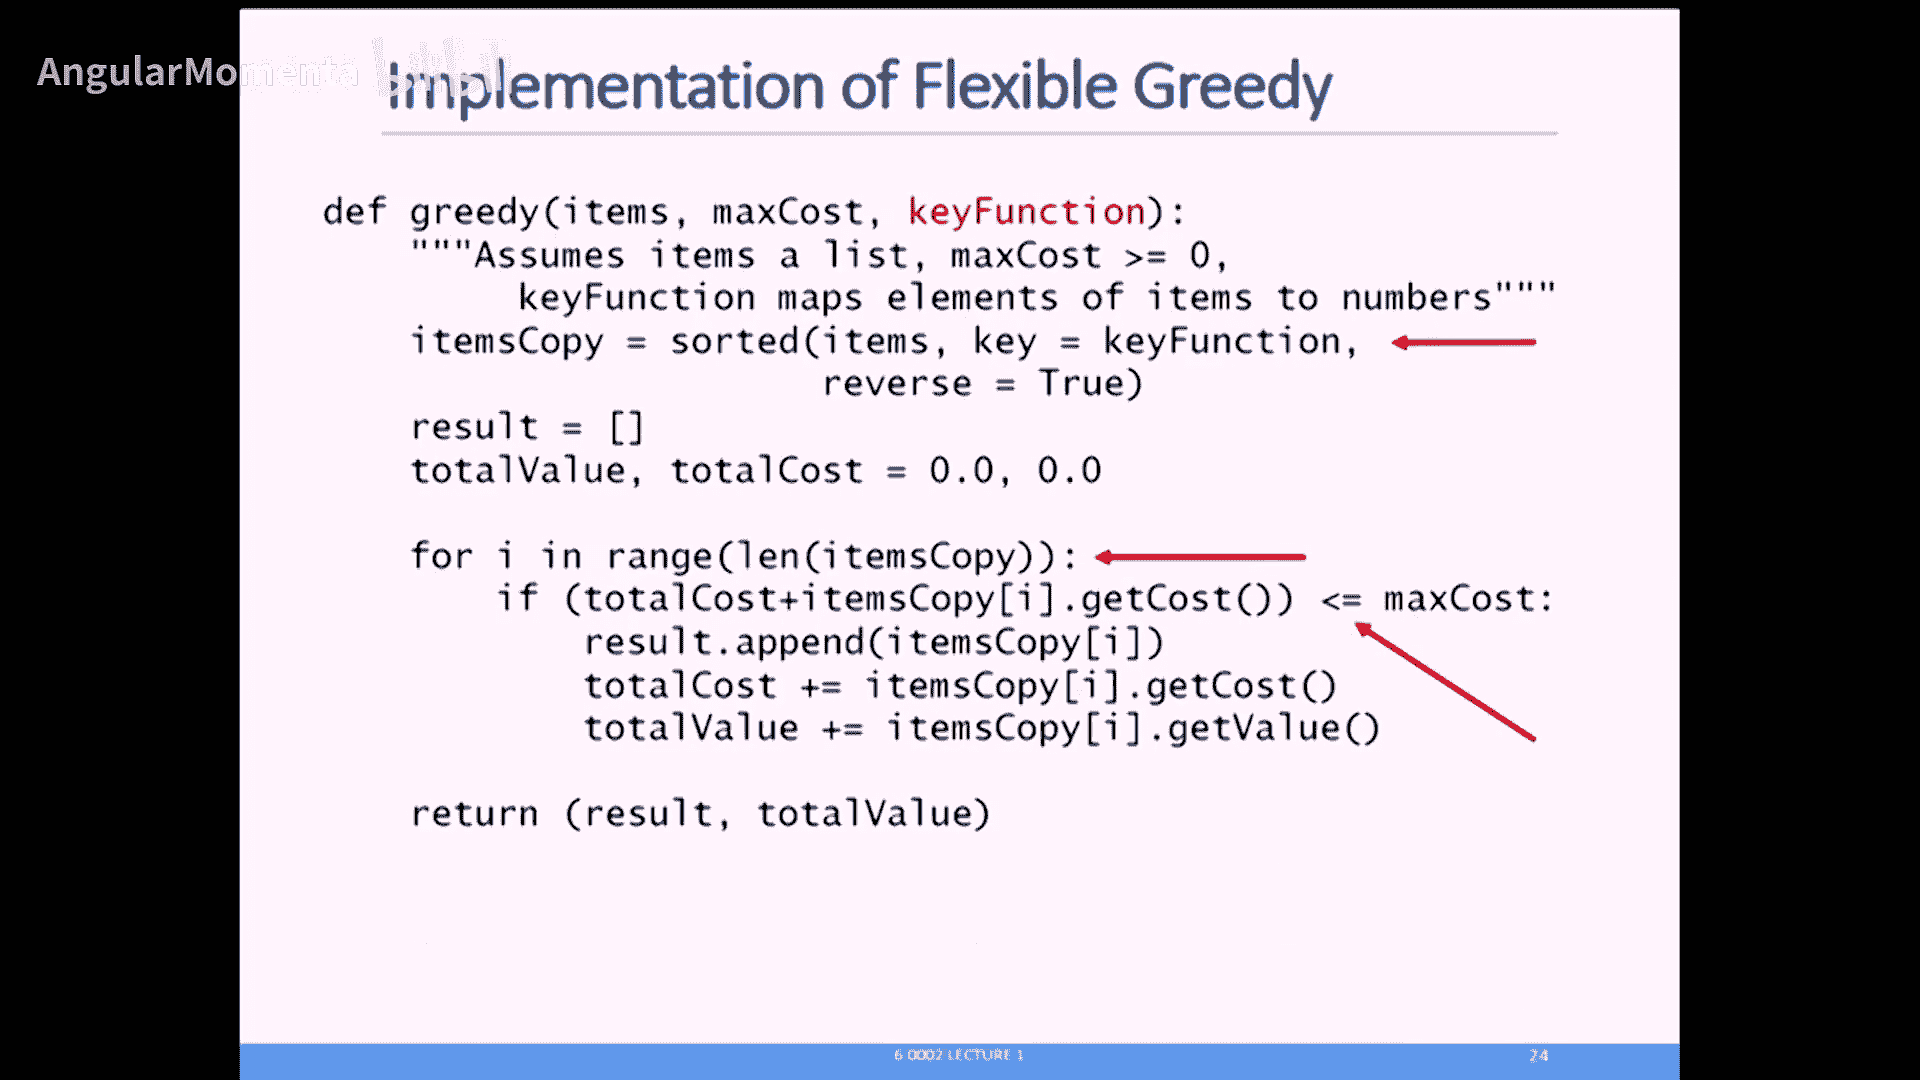 AngularMomenta
Implementation of Flexible Greedy
def greedy(items, maxCost, keyFunction):
"""Assumes items a list, maxCost >= 0,
keyFunction maps elements of items to numbers"""
itemsCopy = sorted(items, key = keyFunction,
reverse = True)
result = []
totalValue, totalCost = 0.0, 0.0
for i in range(len(itemsCopy)):
if (totalCost+itemsCopy[i].getCost()) <= maxCost:
result.append(itemsCopy[i])
totalCost += itemsCopy[i].getCost()
totalValue += itemsCopy[i].getValue()
return (result, totalValue)
6 0002 LECTURE 1
24